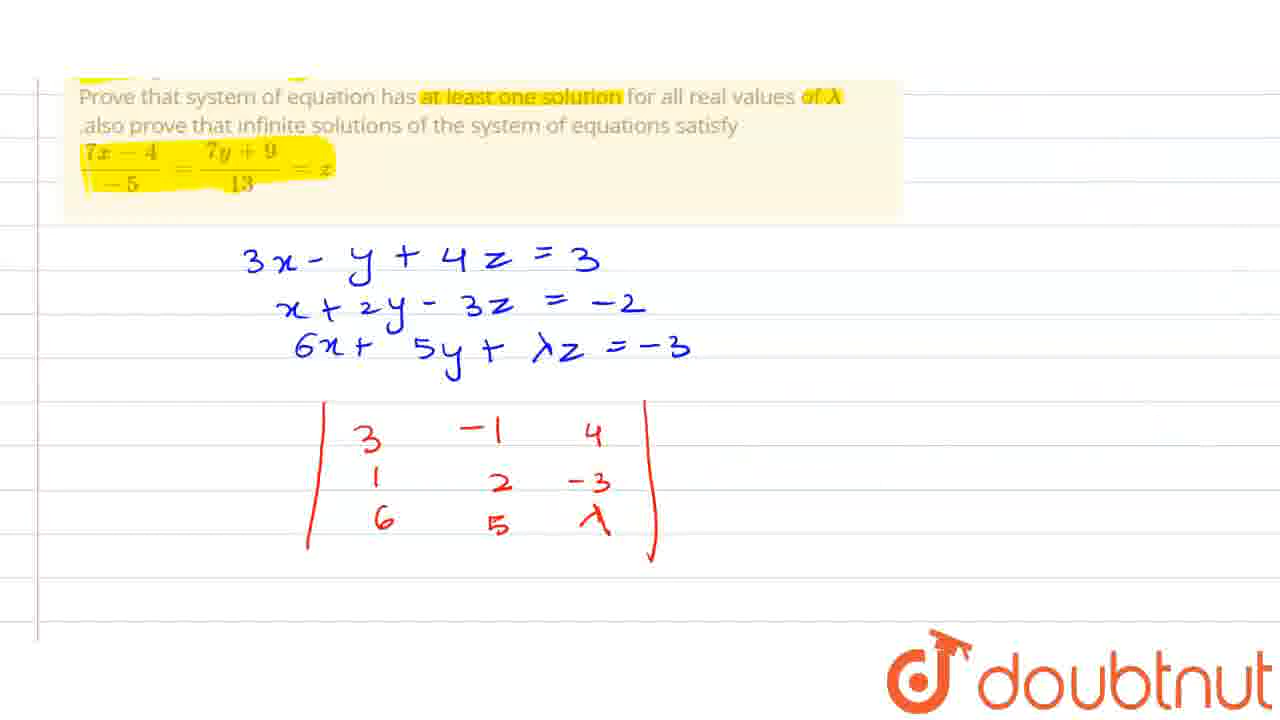 Prove that system of equation has at least one solution for all real values of λ
.also prove that infinite solutions of the system of equations satisfy
(7x − 4)/(−5) = (7y + 9)/13 = z
3x - y + 4z = 3
x + 2y - 3z = -2
6x + 5y + λz = -3
3 -1 4
1 2 -3
6 5 λ
doubtnut